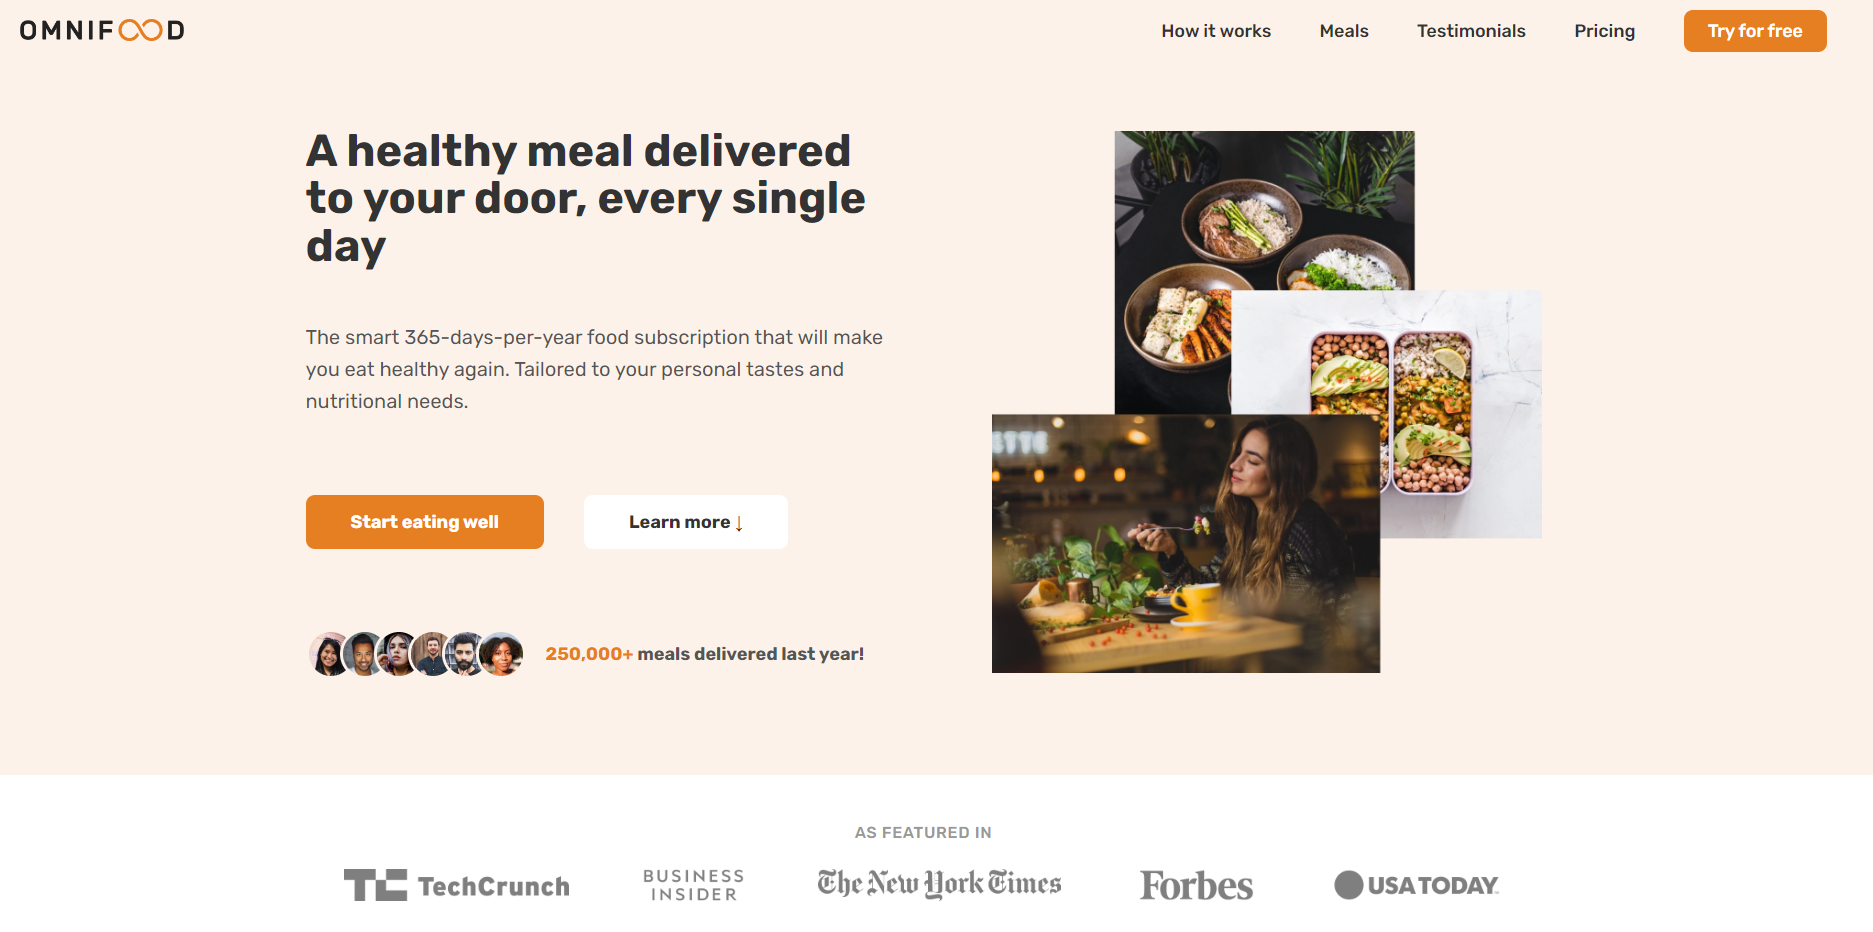 OMNIFOOD
How it works
Meals
Testimonials
Pricing
Try for free
A healthy meal delivered
to your door, every single
day
The smart 365-days-per-year food subscription that will make
you eat healthy again. Tailored to your personal tastes and
nutritional needs.
Start eating well
Learn more ↓
250,000+ meals delivered last year!
ETTE
AS FEATURED IN
TC TechCrunch
BUSINESS
INSIDER
The New York Times
Forbes
USA TODAY